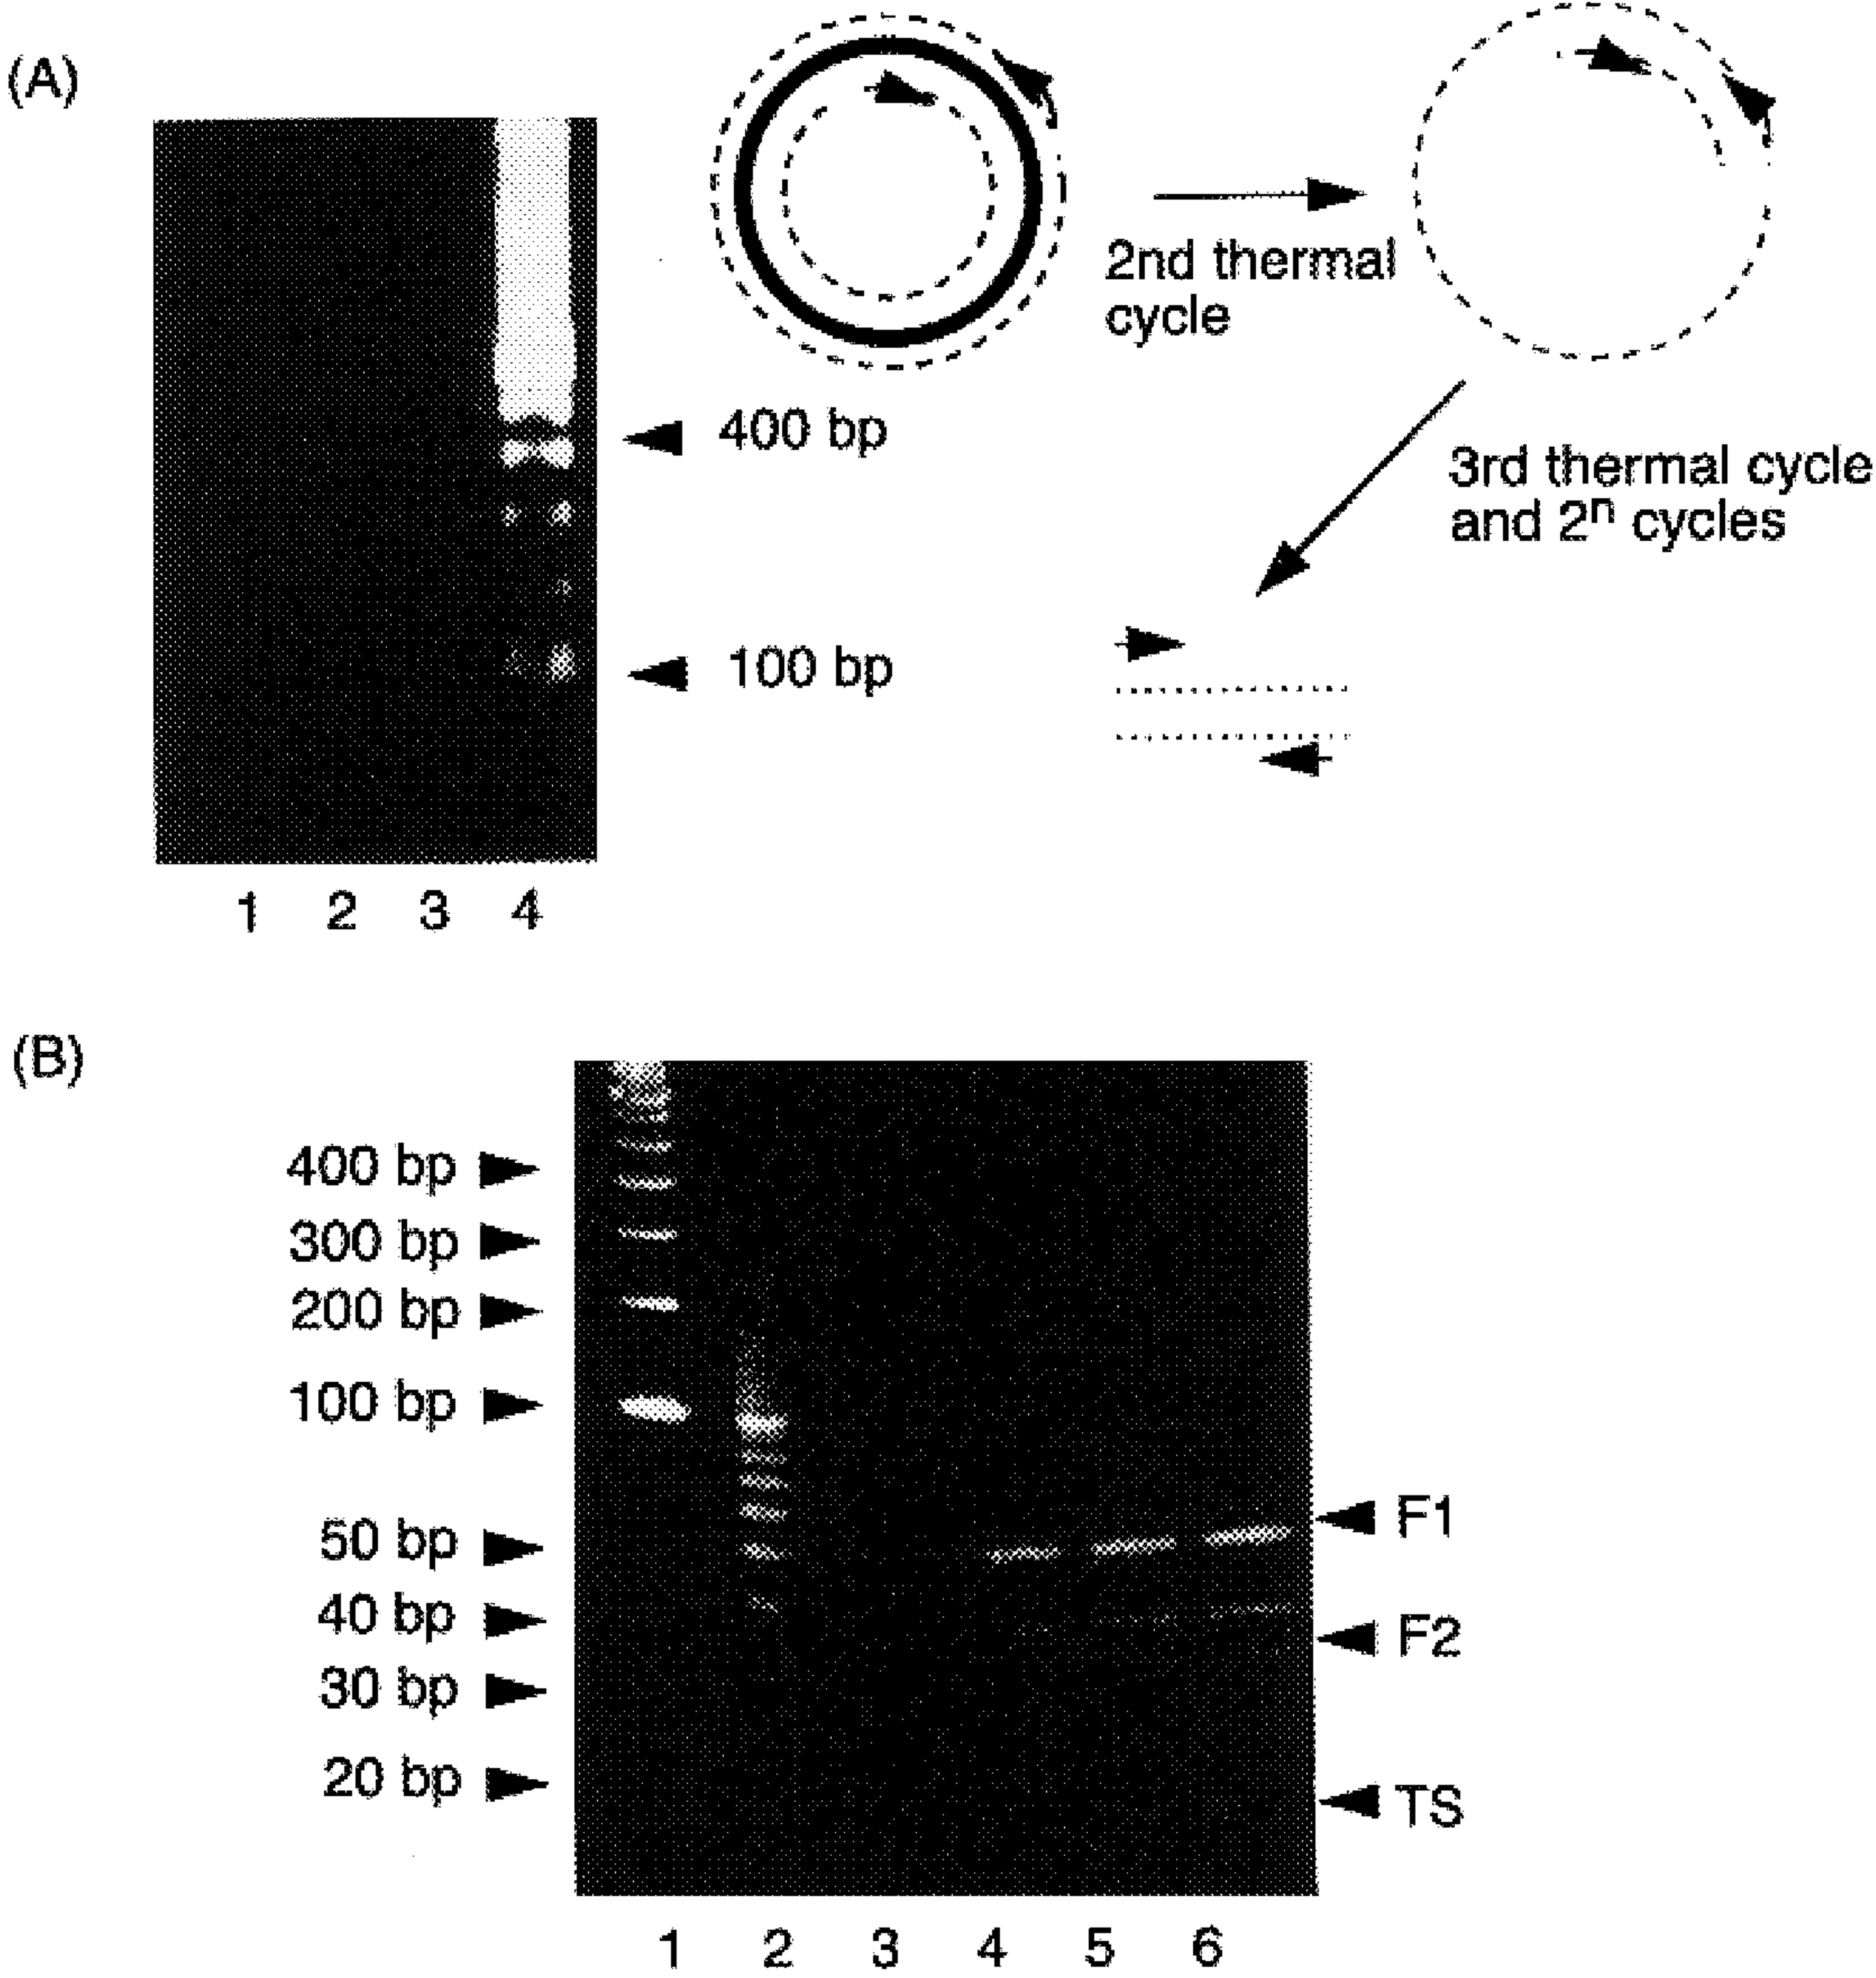 (A)
2nd thermal
cycle
400 bp
3rd thermal cycle
and 2ⁿ cycles
100 bp
1 2 3 4
(B)
400 bp
300 bp
200 bp
100 bp
50 bp
F1
40 bp
F2
30 bp
20 bp
TS
1 2 3 4 5 6